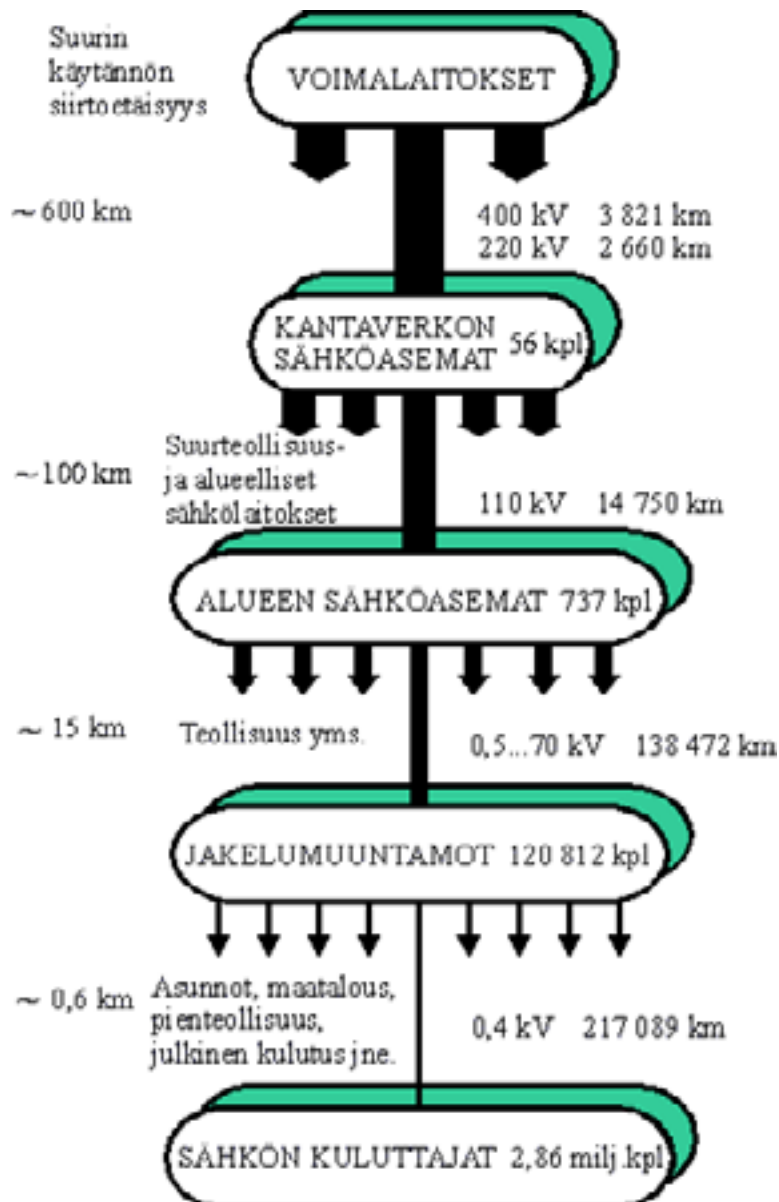 Suurin
käytännön
siirtoetäisyys
VOIMALAITOKSET
~ 600 km
400 kV 3 821 km
220 kV 2 660 km
KANTAVERKON
SÄHKÖASEMAT 56 kpl
~100 km
Suurteollisuus-
ja alueelliset
sähkölaitokset
110 kV 14 750 km
ALUEEN SÄHKÖASEMAT 737 kpl
~ 15 km
Teollisuus yms.
0,5...70 kV 138 472 km
JAKELUMUUNTAMOT 120 812 kpl
~ 0,6 km
Asunnot, maatalous,
pienteollisuus,
julkinen kulutus jne.
0,4 kV 217 089 km
SÄHKÖN KULUTTAJAT 2,86 milj.kpl